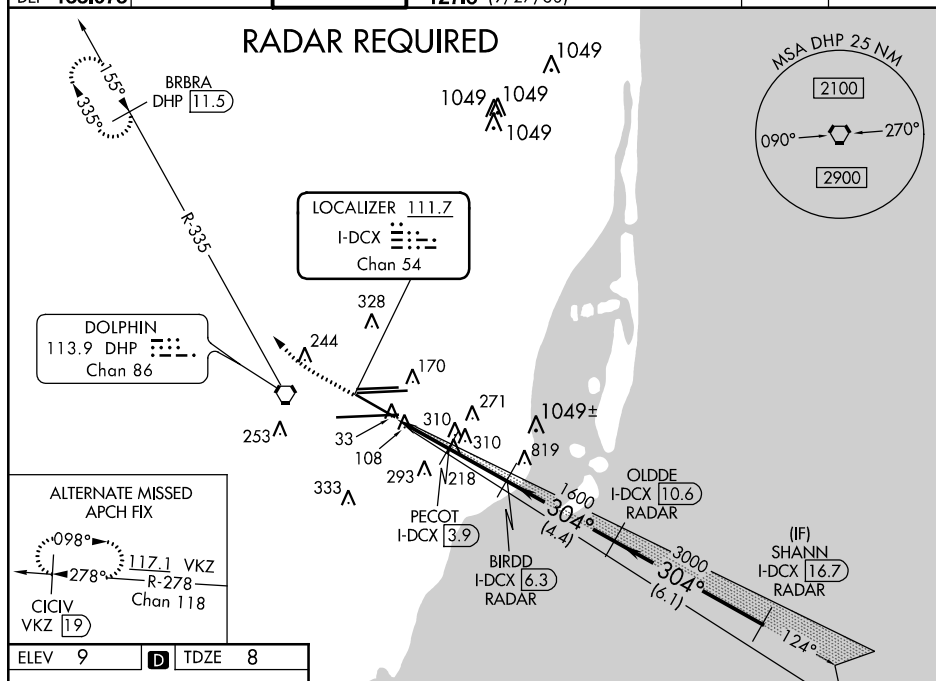 RADAR REQUIRED
155°
335°
BRBRA
DHP 11.5
1049
1049
1049
1049
MSA DHP 25 NM
2100
090°
270°
2900
R-335
LOCALIZER 111.7
I-DCX
Chan 54
DOLPHIN
113.9 DHP
Chan 86
328
244
170
253
33
108
310
271
310
218
293
333
1049±
819
PECOT
I-DCX 3.9
BIRDD
I-DCX 6.3
RADAR
1600
304°
(4.4)
OLDDE
I-DCX 10.6
RADAR
3000
304°
(6.1)
(IF)
SHANN
I-DCX 16.7
RADAR
124°
ALTERNATE MISSED
APCH FIX
098°
278°
117.1 VKZ
R-278
Chan 118
CICIV
VKZ 19
ELEV 9 D TDZE 8